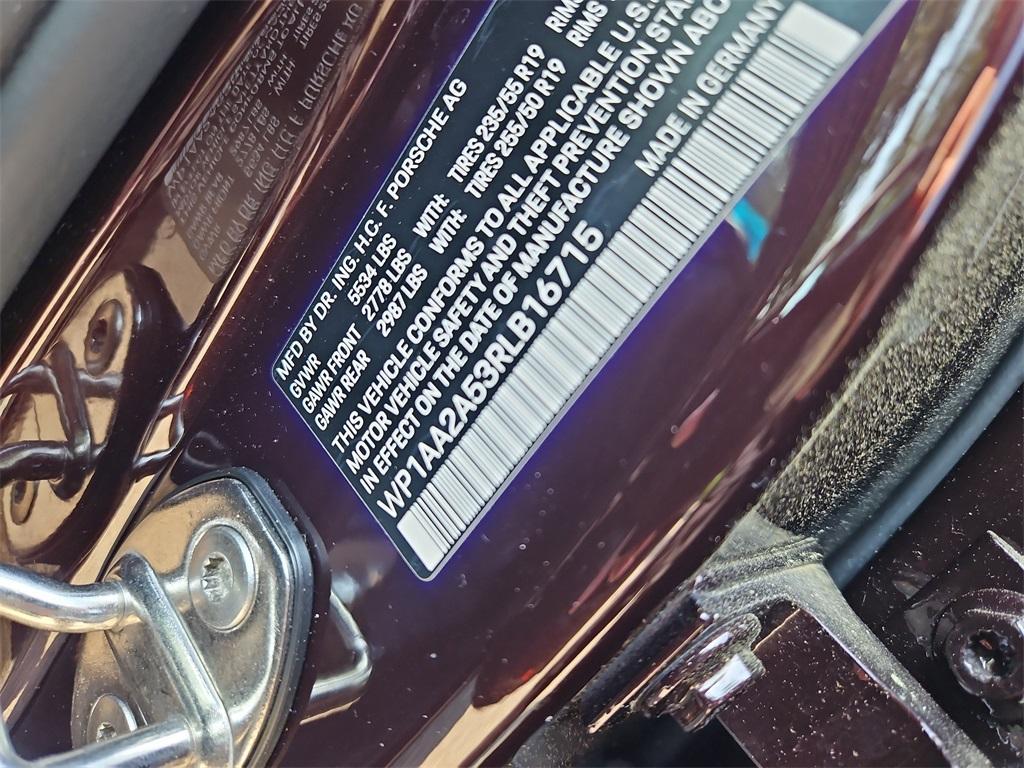 MFD BY DR. ING. H.C. F. PORSCHE AG
GVWR 5534 LBS
GAWR FRONT 2778 LBS WITH: TIRES 235/55 R19 RIMS
GAWR REAR 2987 LBS WITH: TIRES 255/50 R19 RIMS
THIS VEHICLE CONFORMS TO ALL APPLICABLE U.S.
MOTOR VEHICLE SAFETY AND THEFT PREVENTION
IN EFFECT ON THE DATE OF MANUFACTURE SHOWN
WP1AA2A53RLB16715 MADE IN GERMANY